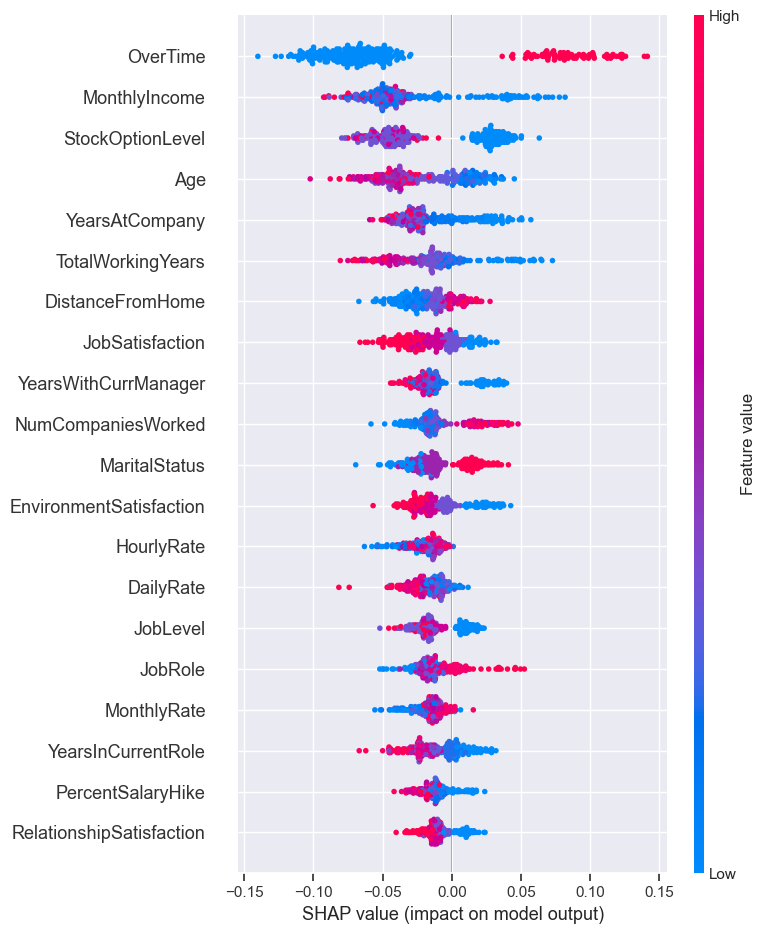 High
OverTime
MonthlyIncome
StockOptionLevel
Age
YearsAtCompany
TotalWorkingYears
DistanceFromHome
JobSatisfaction
YearsWithCurrManager
NumCompaniesWorked
MaritalStatus
EnvironmentSatisfaction
HourlyRate
DailyRate
JobLevel
JobRole
MonthlyRate
YearsInCurrentRole
PercentSalaryHike
RelationshipSatisfaction
Feature value
Low
−0.15 −0.10 −0.05 0.00 0.05 0.10 0.15
SHAP value (impact on model output)